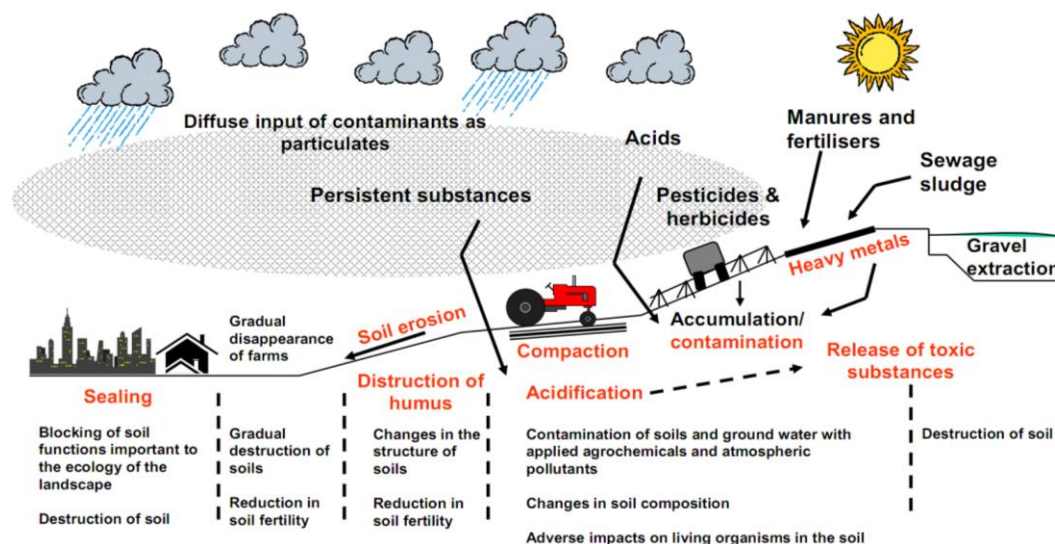 Diffuse input of contaminants as
particulates
Acids
Manures and
fertilisers
Sewage
sludge
Persistent substances
Pesticides &
herbicides
Heavy metals
Gravel
extraction
Gradual
disappearance
of farms
Soil erosion
Compaction
Accumulation/
contamination
Sealing
Distruction of
humus
Acidification
Release of toxic
substances
Blocking of soil
functions important to
the ecology of the
landscape
Destruction of soil
Gradual
destruction of
soils
Reduction in
soil fertility
Changes in the
structure of
soils
Reduction in
soil fertility
Contamination of soils and ground water with
applied agrochemicals and atmospheric
pollutants
Changes in soil composition
Adverse impacts on living organisms in the soil
Destruction of soil